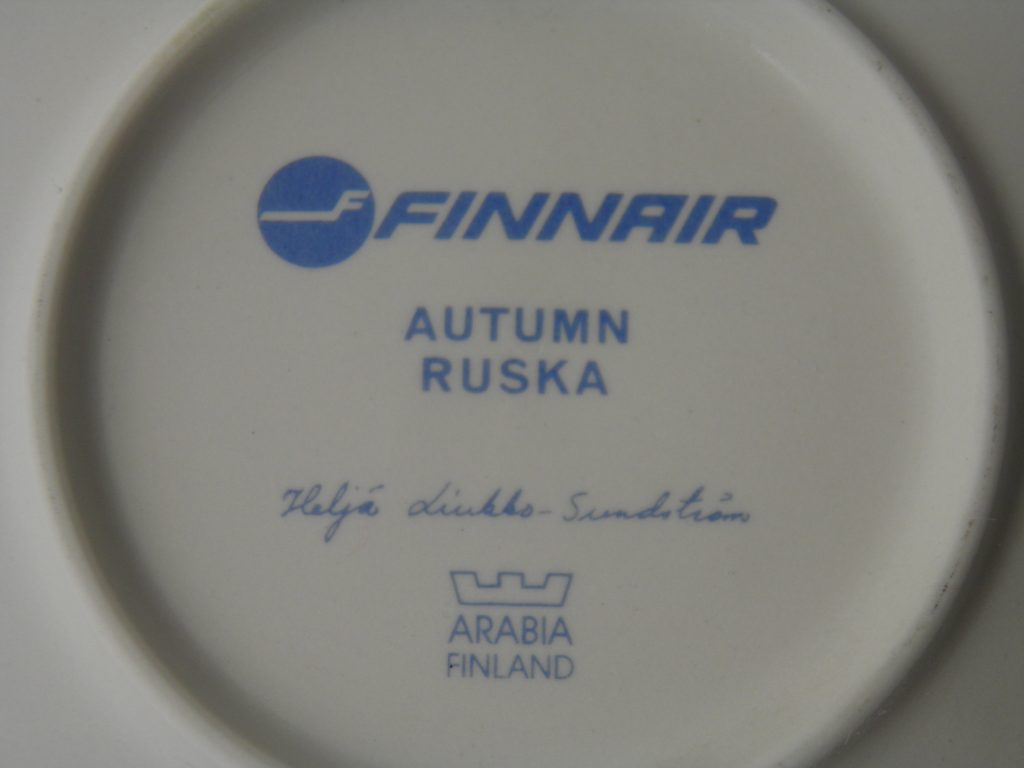 F FINNAIR
AUTUMN
RUSKA
Heljä Liukko-Sundström
ARABIA
FINLAND